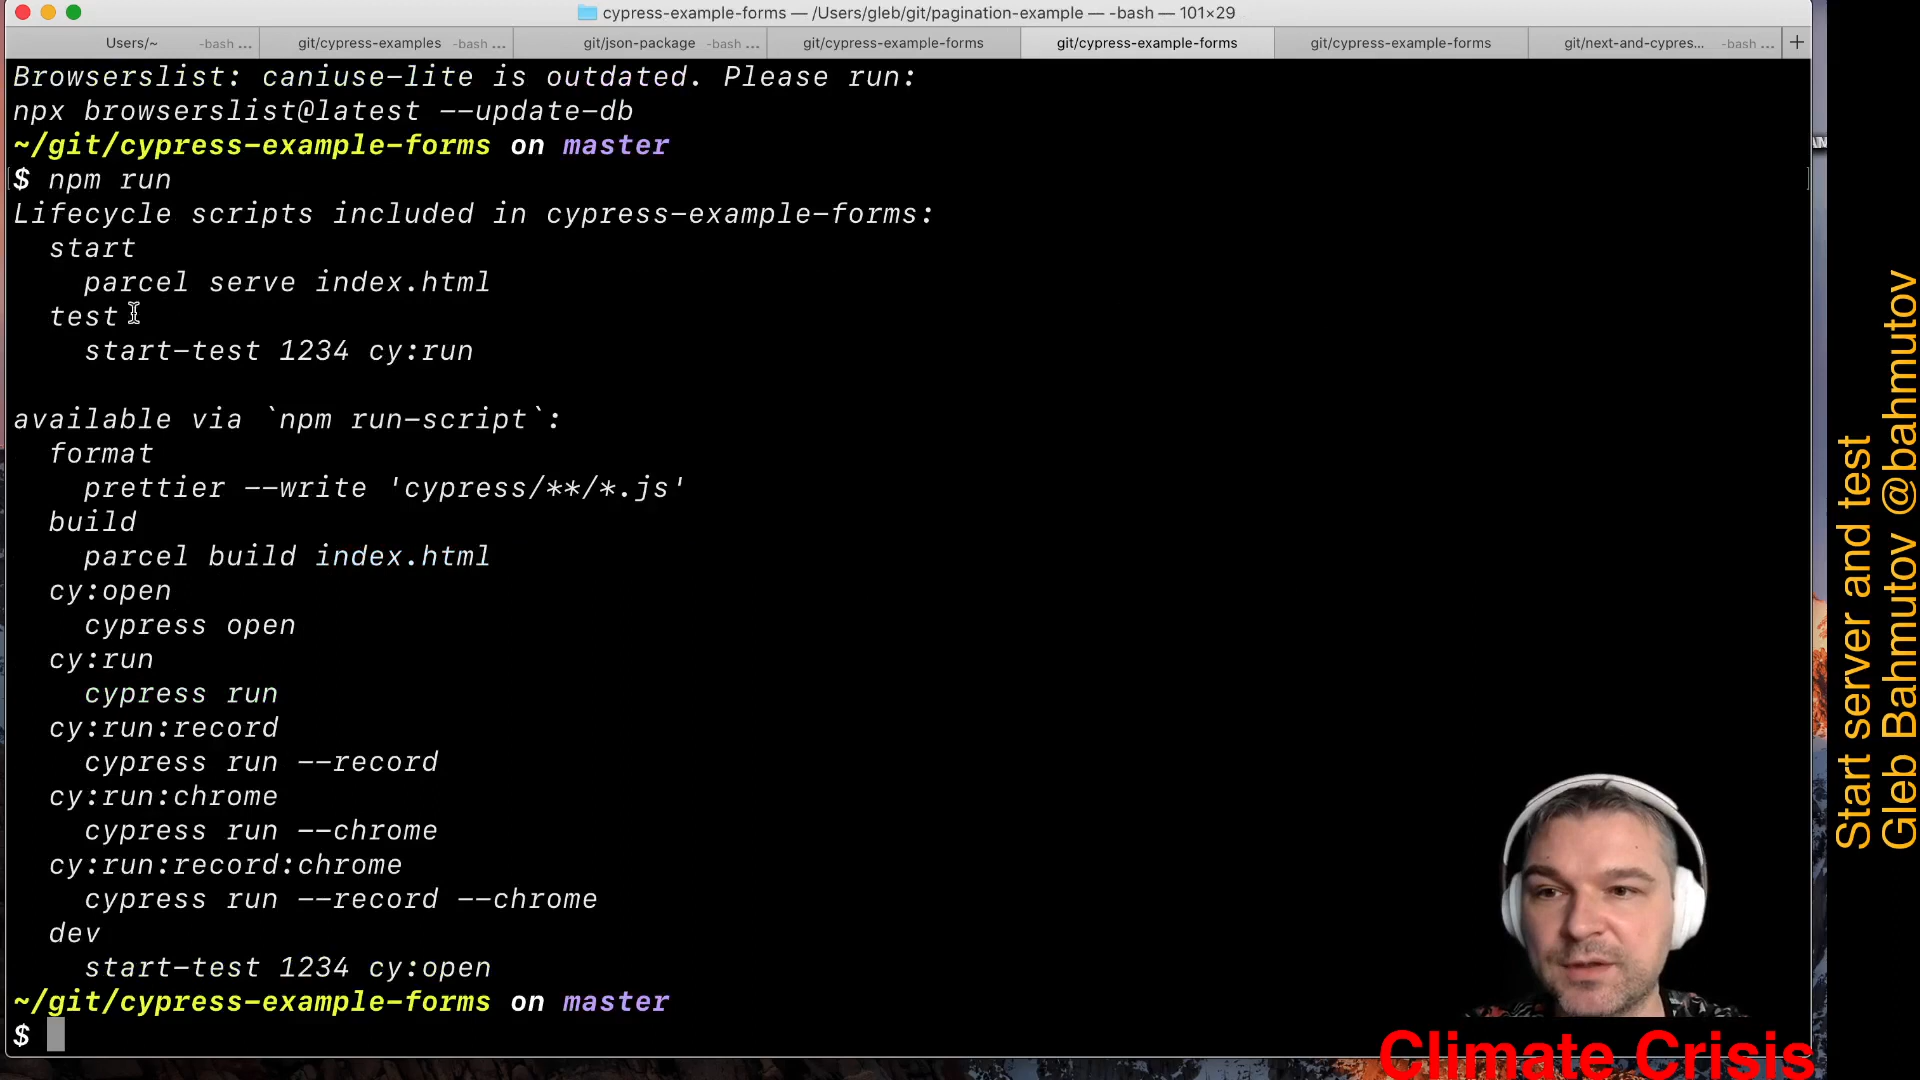 cypress-example-forms — /Users/gleb/git/pagination-example — -bash — 101×29
Users/~ -bash ...
git/cypress-examples -bash ...
git/json-package -bash ...
git/cypress-example-forms
git/cypress-example-forms
git/cypress-example-forms
git/next-and-cypres... -bash ...
Browserslist: caniuse-lite is outdated. Please run:
npx browserslist@latest --update-db
~/git/cypress-example-forms on master
$ npm run
Lifecycle scripts included in cypress-example-forms:
start
parcel serve index.html
test
start-test 1234 cy:run
available via `npm run-script`:
format
prettier --write 'cypress/**/*.js'
build
parcel build index.html
cy:open
cypress open
cy:run
cypress run
cy:run:record
cypress run --record
cy:run:chrome
cypress run --chrome
cy:run:record:chrome
cypress run --record --chrome
dev
start-test 1234 cy:open
~/git/cypress-example-forms on master
$
Start server and test
Gleb Bahmutov @bahmutov
Climate Crisis